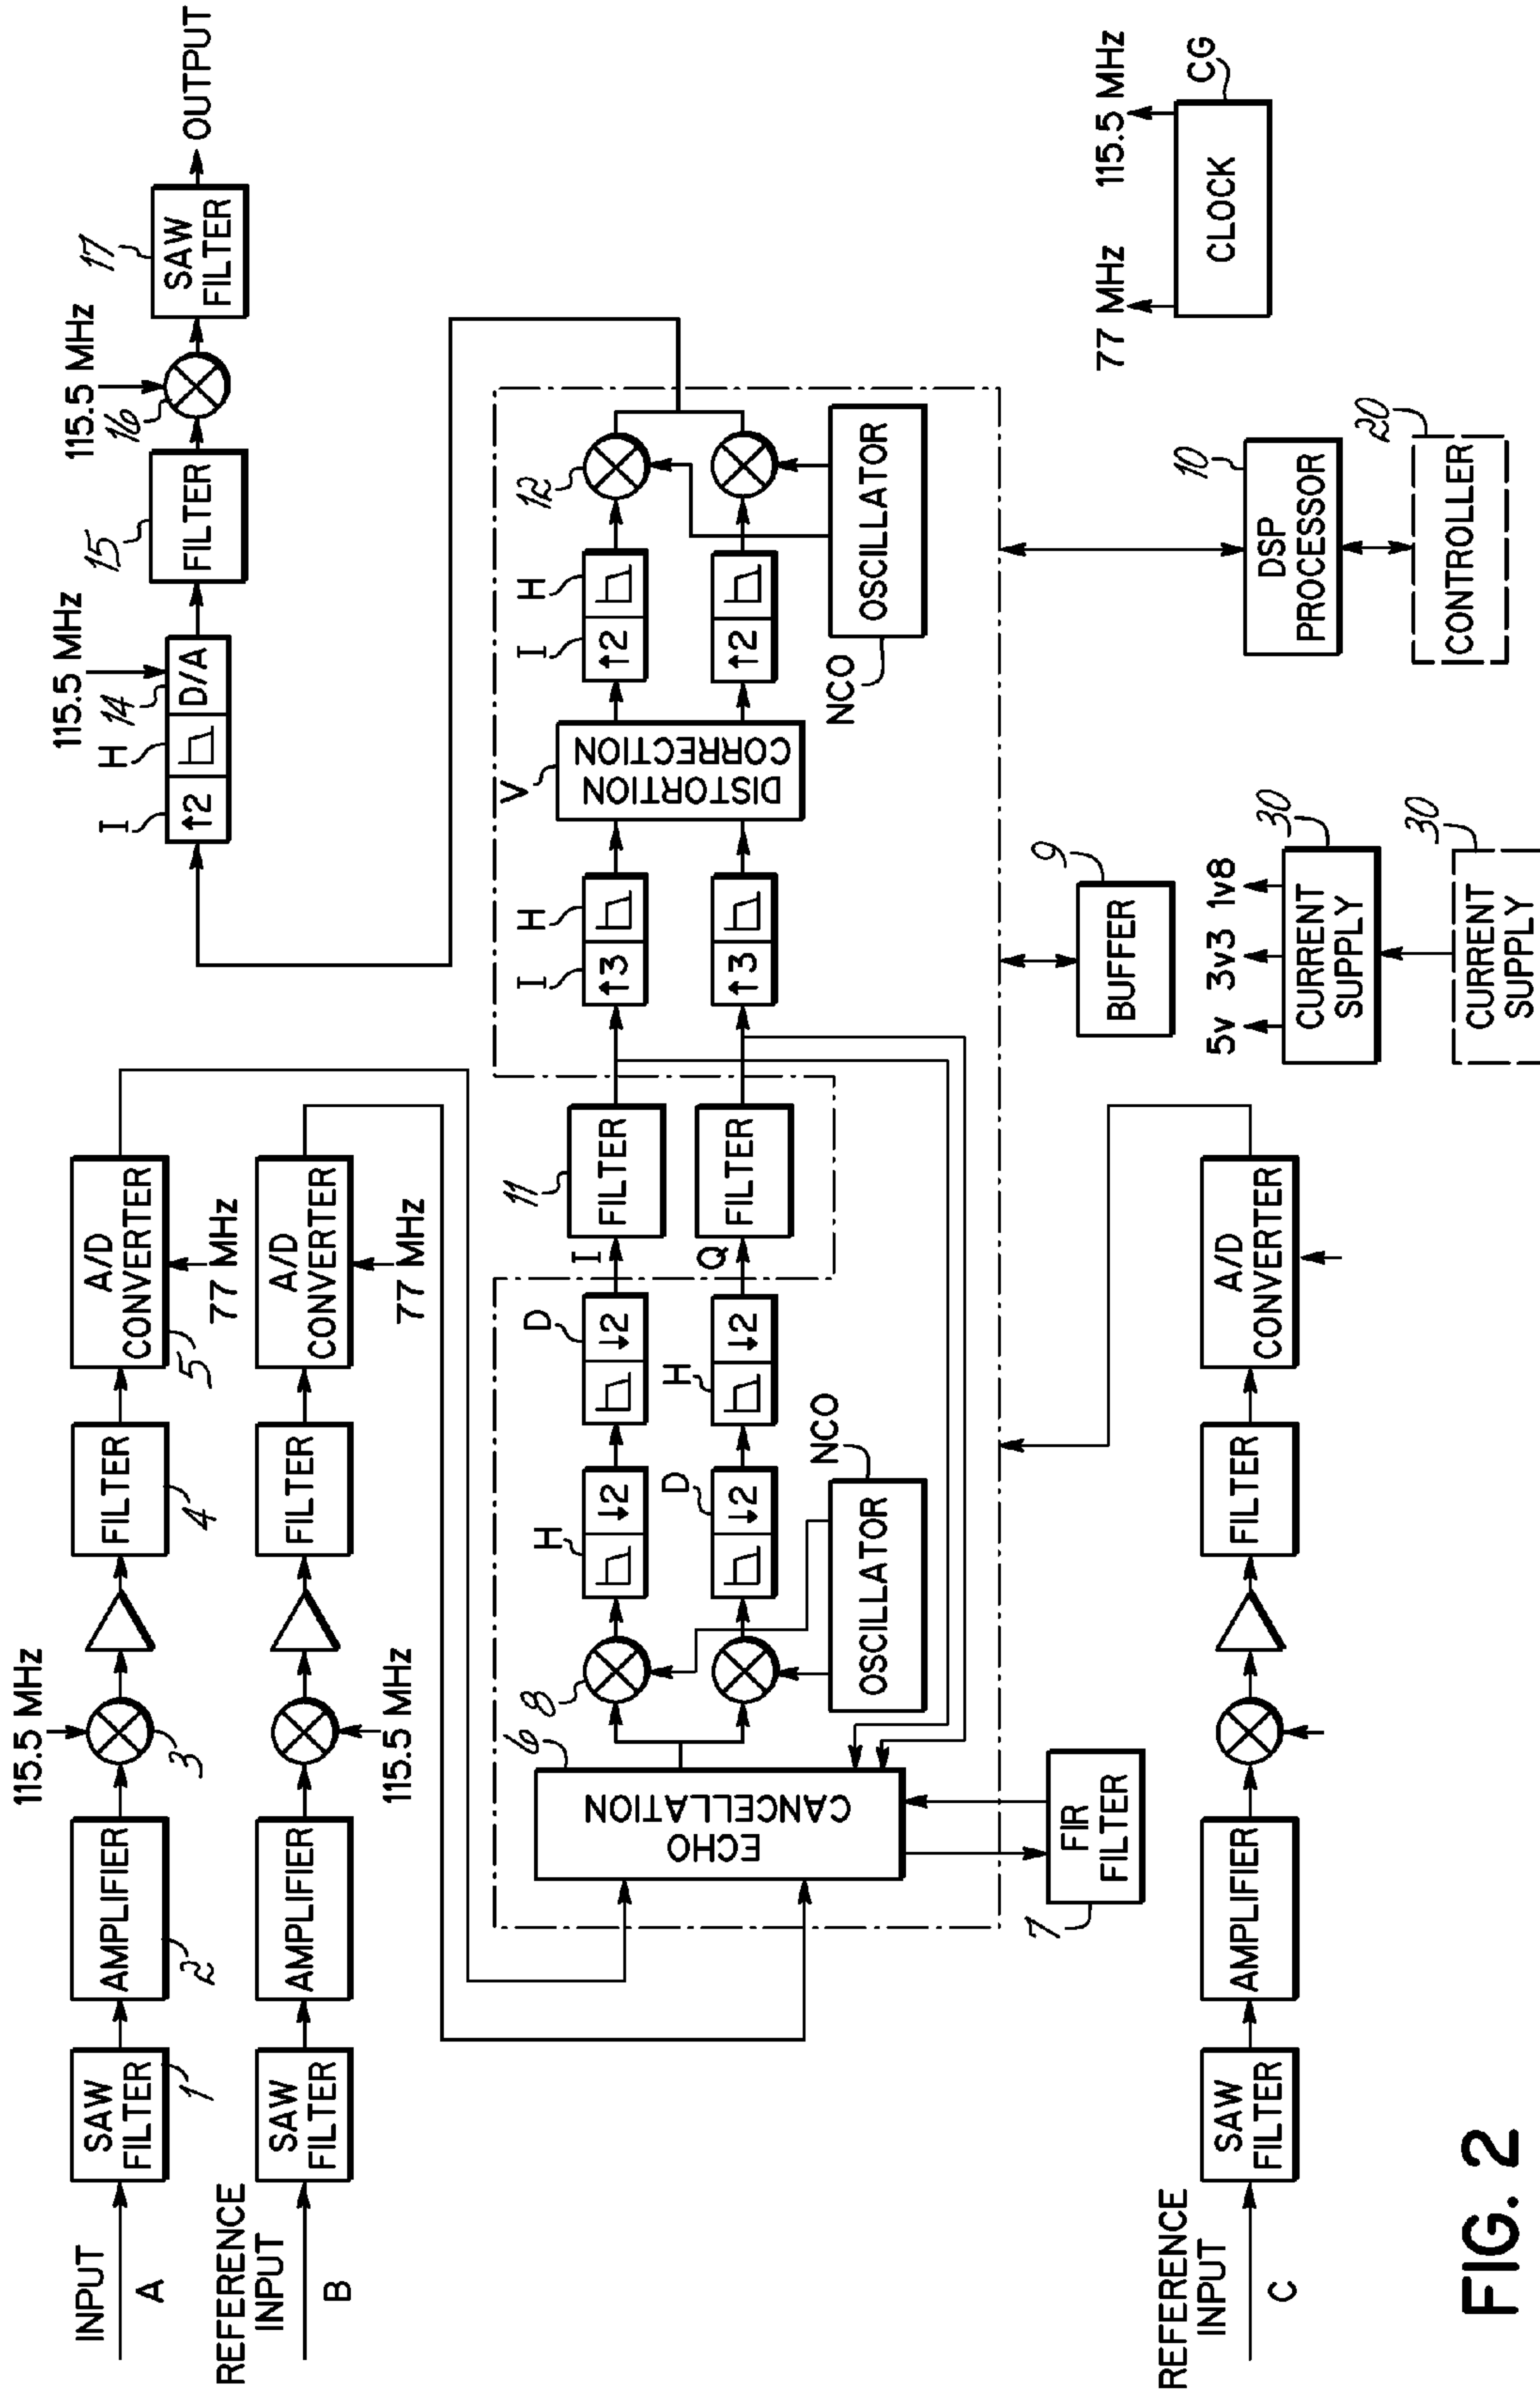 INPUT
A
SAW
FILTER
1
AMPLIFIER
2
115.5 MHz
3
FILTER
4
A/D
CONVERTER
5
77 MHz
REFERENCE
INPUT
B
SAW
FILTER
AMPLIFIER
115.5 MHz
FILTER
A/D
CONVERTER
77 MHz
I
↑2
H
14
D/A
115.5 MHz
15
FILTER
115.5 MHz
16
17
SAW
FILTER
OUTPUT
6
ECHO
CANCELLATION
8
H
↓2
D
↓2
I
11
FILTER
D
↓2
H
↓2
Q
FILTER
OSCILLATOR
NCO
I
↑3
H
↑3
V
DISTORTION
CORRECTION
I
↑2
H
12
↑2
NCO
OSCILLATOR
7
FIR
FILTER
BUFFER
9
DSP
PROCESSOR
10
CONTROLLER
20
77 MHz
115.5 MHz
CLOCK
CG
5v 3v3 1v8
CURRENT
SUPPLY
30
CURRENT
SUPPLY
30
REFERENCE
INPUT
C
SAW
FILTER
AMPLIFIER
FILTER
A/D
CONVERTER
FIG. 2